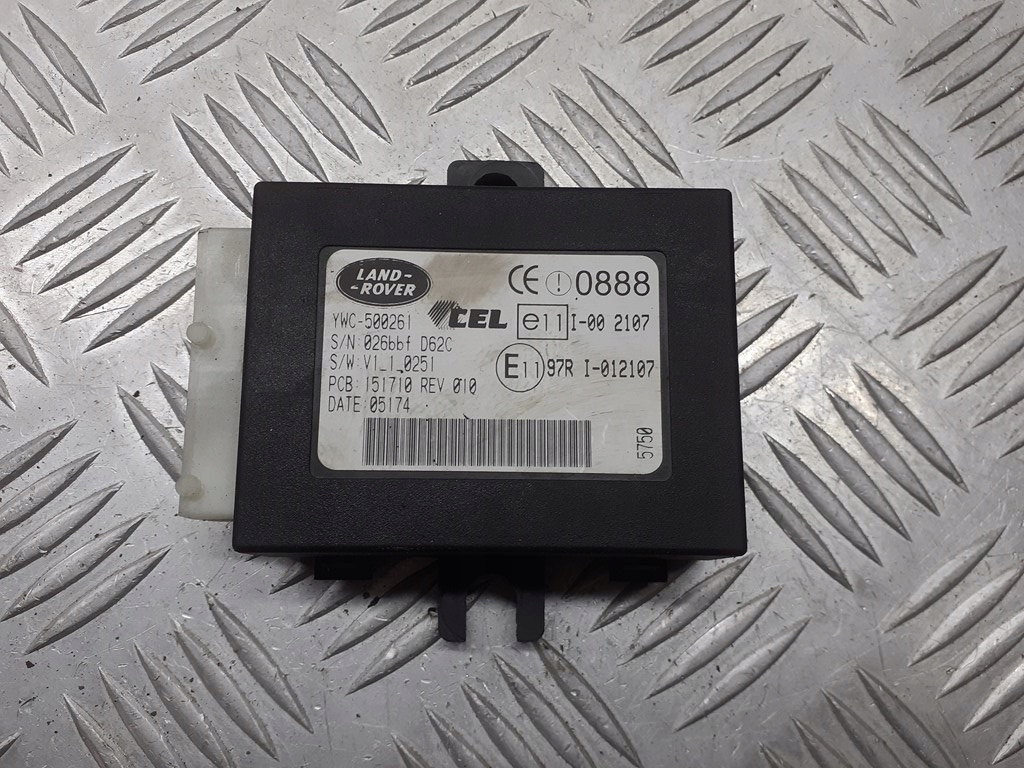 LAND-
-ROVER
CE 0888
YWC-500261
CEL
e11 I-00 2107
S/N:026bbf D62C
S/W:V1_1_0251
E11 97R I-012107
PCB:151710 REV 010
DATE:05174
5750